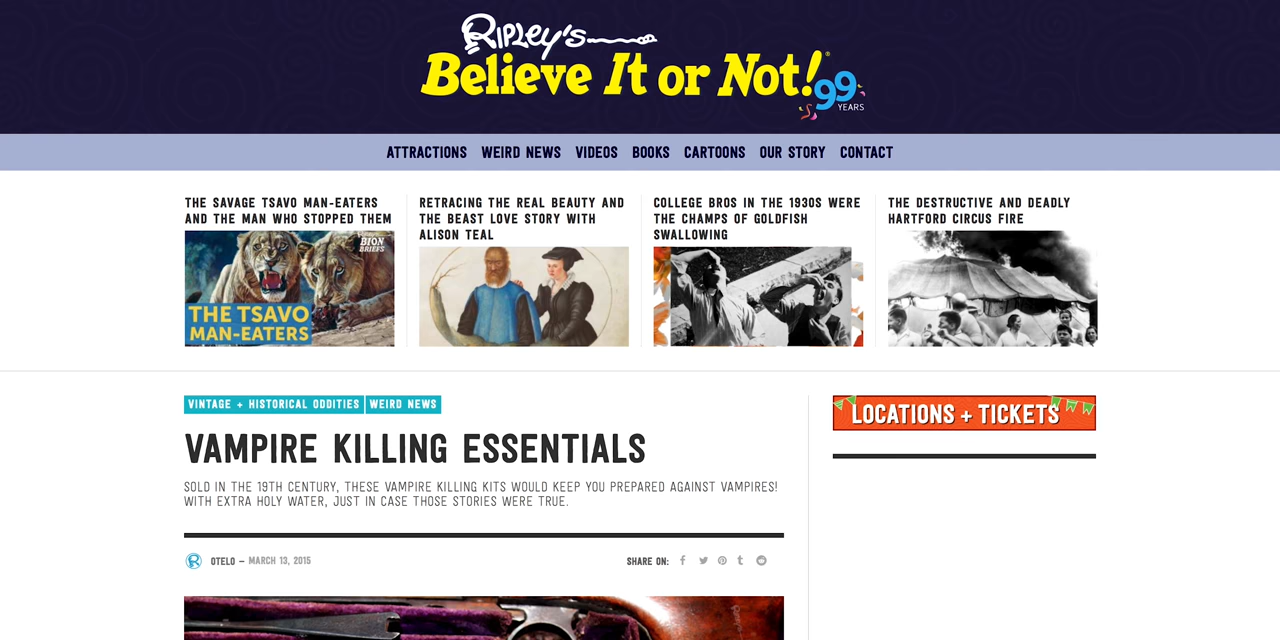 Ripley's
Believe It or Not!®
99
YEARS
ATTRACTIONS WEIRD NEWS VIDEOS BOOKS CARTOONS OUR STORY CONTACT
THE SAVAGE TSAVO MAN-EATERS
AND THE MAN WHO STOPPED THEM
BION
BRIEFS
THE TSAVO
MAN-EATERS
RETRACING THE REAL BEAUTY AND
THE BEAST LOVE STORY WITH
ALISON TEAL
COLLEGE BROS IN THE 1930S WERE
THE CHAMPS OF GOLDFISH
SWALLOWING
THE DESTRUCTIVE AND DEADLY
HARTFORD CIRCUS FIRE
VINTAGE + HISTORICAL ODDITIES WEIRD NEWS
VAMPIRE KILLING ESSENTIALS
SOLD IN THE 19TH CENTURY, THESE VAMPIRE KILLING KITS WOULD KEEP YOU PREPARED AGAINST VAMPIRES!
WITH EXTRA HOLY WATER, JUST IN CASE THOSE STORIES WERE TRUE.
R OTELO – MARCH 13, 2015
SHARE ON:
LOCATIONS + TICKETS